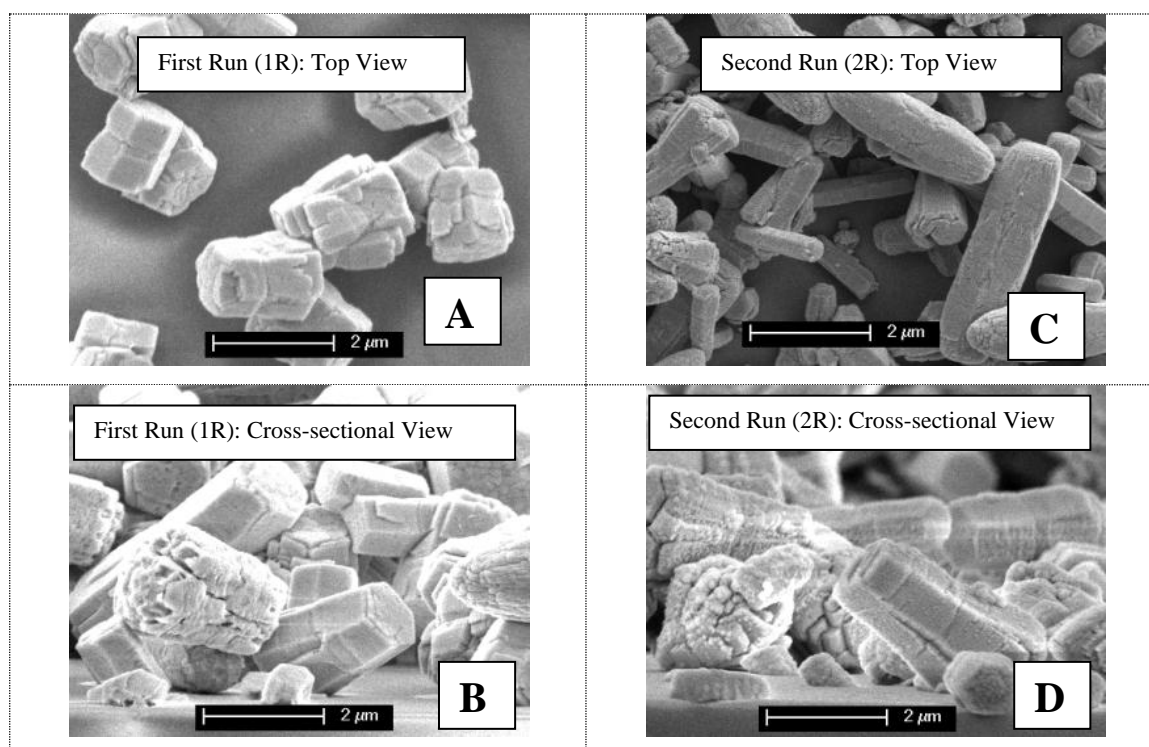 First Run (1R): Top View
2 µm
A
Second Run (2R): Top View
2 µm
C
First Run (1R): Cross-sectional View
2 µm
B
Second Run (2R): Cross-sectional View
2 µm
D